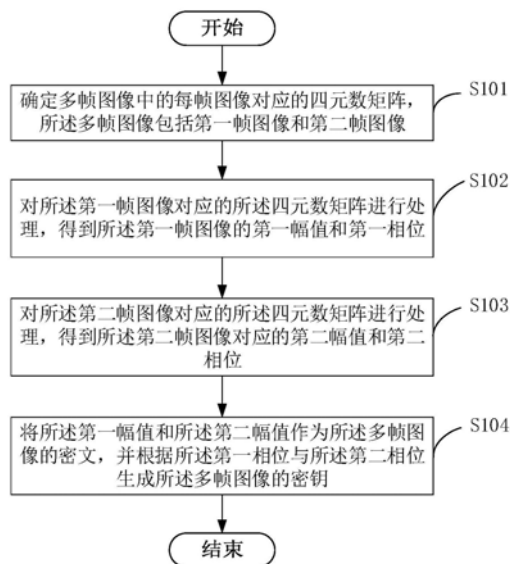 开始
确定多帧图像中的每帧图像对应的四元数矩阵，
所述多帧图像包括第一帧图像和第二帧图像
S101
对所述第一帧图像对应的所述四元数矩阵进行处
理，得到所述第一帧图像的第一幅值和第一相位
S102
对所述第二帧图像对应的所述四元数矩阵进行处
理，得到所述第二帧图像对应的第二幅值和第二
相位
S103
将所述第一幅值和所述第二幅值作为所述多帧图
像的密文，并根据所述第一相位与所述第二相位
生成所述多帧图像的密钥
S104
结束